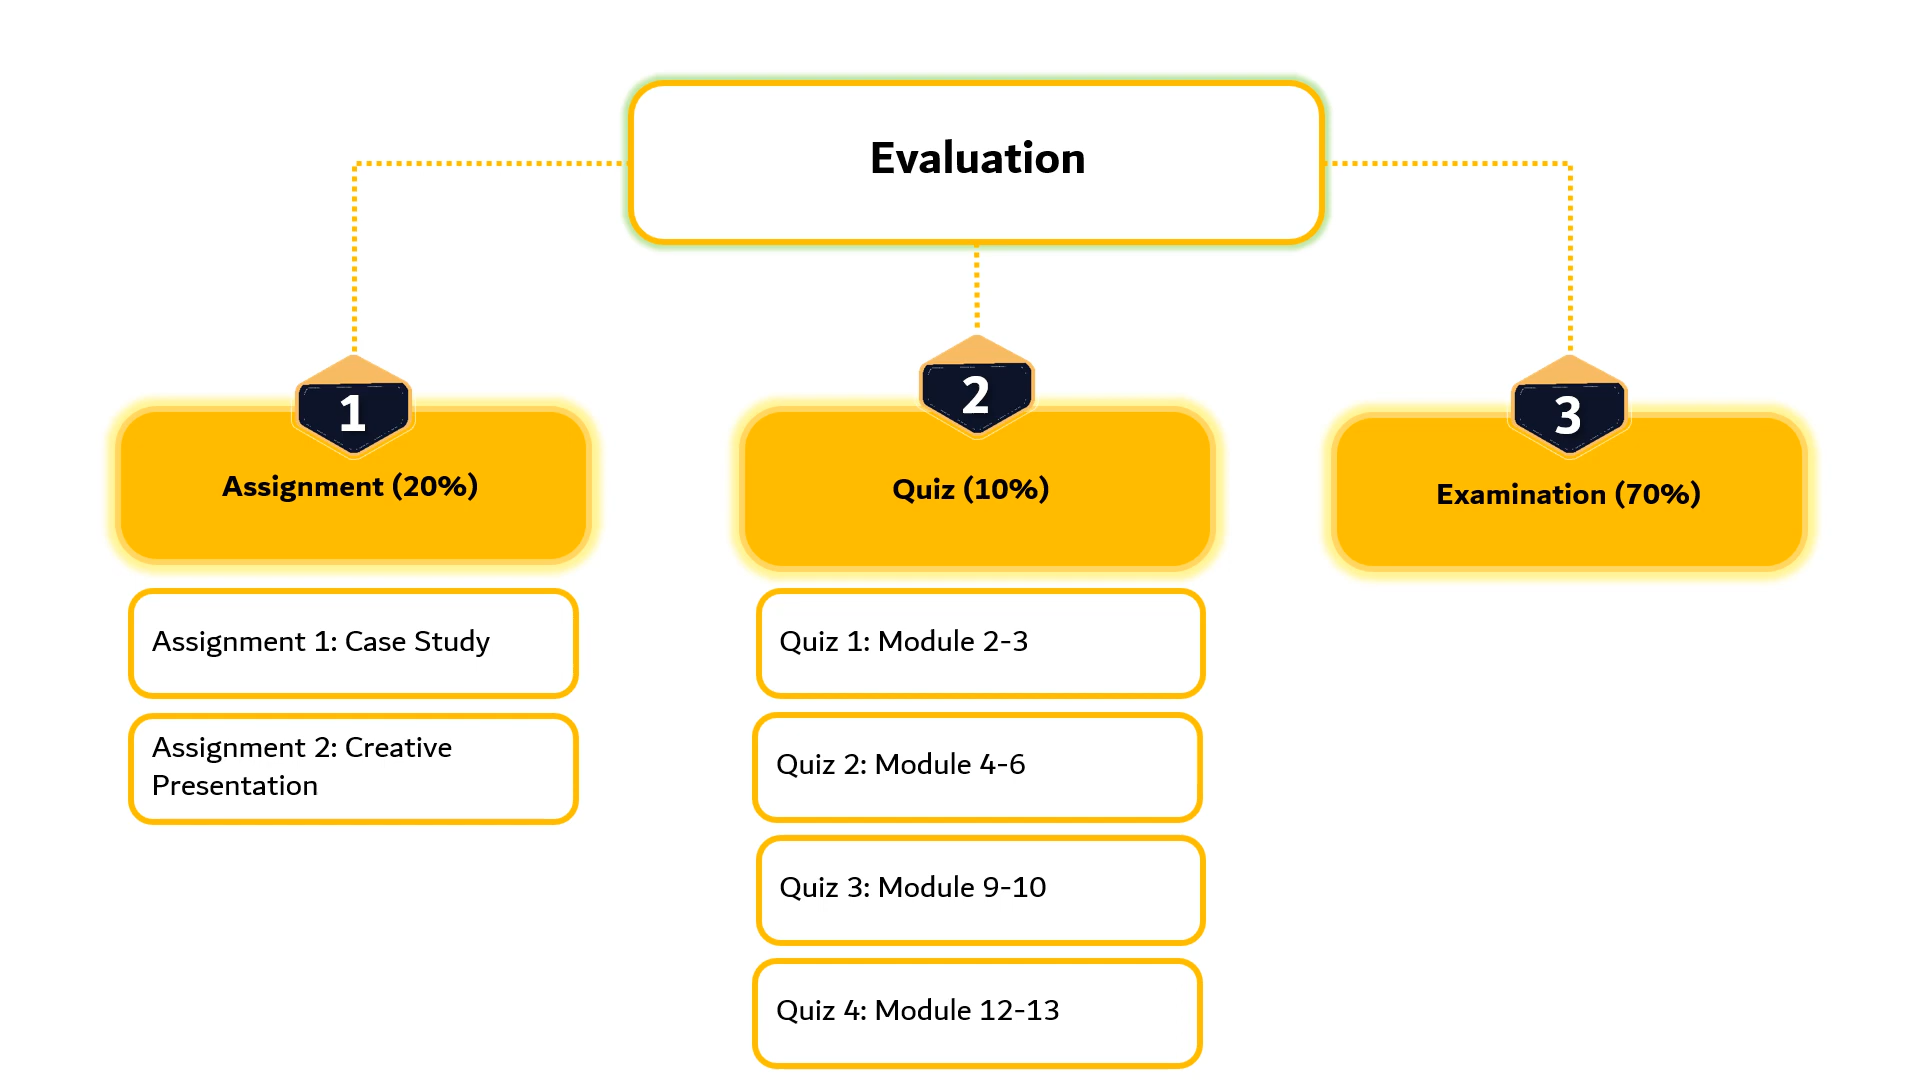 Evaluation
1
Assignment (20%)
Assignment 1: Case Study
Assignment 2: Creative
Presentation
2
Quiz (10%)
Quiz 1: Module 2-3
Quiz 2: Module 4-6
Quiz 3: Module 9-10
Quiz 4: Module 12-13
3
Examination (70%)